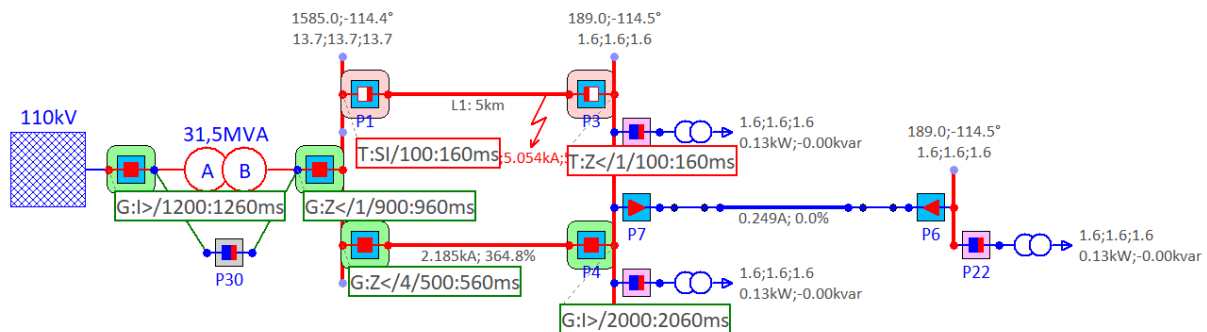 1585.0;-114.4°
13.7;13.7;13.7
189.0;-114.5°
1.6;1.6;1.6
110kV
31,5MVA
A
B
P1
L1: 5km
P3
T:SI/100:160ms
:5.054kA;
T:Z</1/100:160ms
1.6;1.6;1.6
0.13kW;-0.00kvar
189.0;-114.5°
1.6;1.6;1.6
G:I>/1200:1260ms
G:Z</1/900:960ms
P30
P7
0.249A; 0.0%
P6
2.185kA; 364.8%
P4
G:Z</4/500:560ms
1.6;1.6;1.6
0.13kW;-0.00kvar
P22
1.6;1.6;1.6
0.13kW;-0.00kvar
G:I>/2000:2060ms